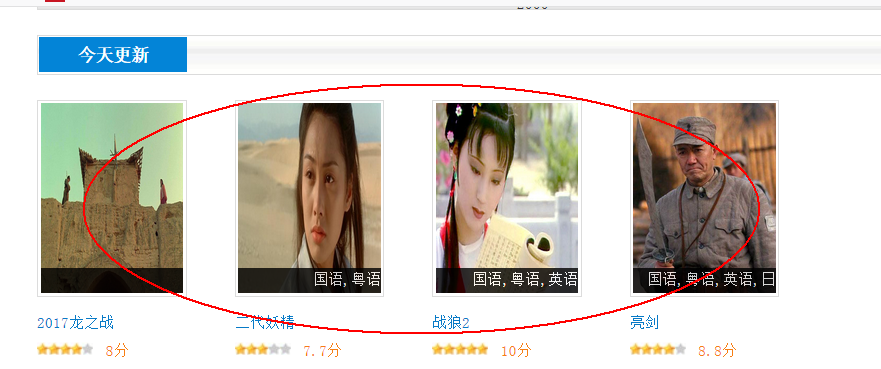 今天更新
国语,粤语
国语,粤语,英语
国语,粤语,英语,日
2017龙之战
二代妖精
战狼2
亮剑
8分
7.7分
10分
8.8分